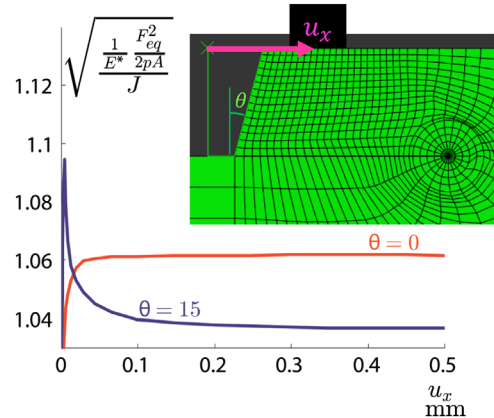 √((1/E* F²eq/2pA)/J)
u_x
θ
1.12
1.1
1.08
1.06
1.04
θ = 0
θ = 15
0 0.1 0.2 0.3 0.4 0.5
u_x
mm